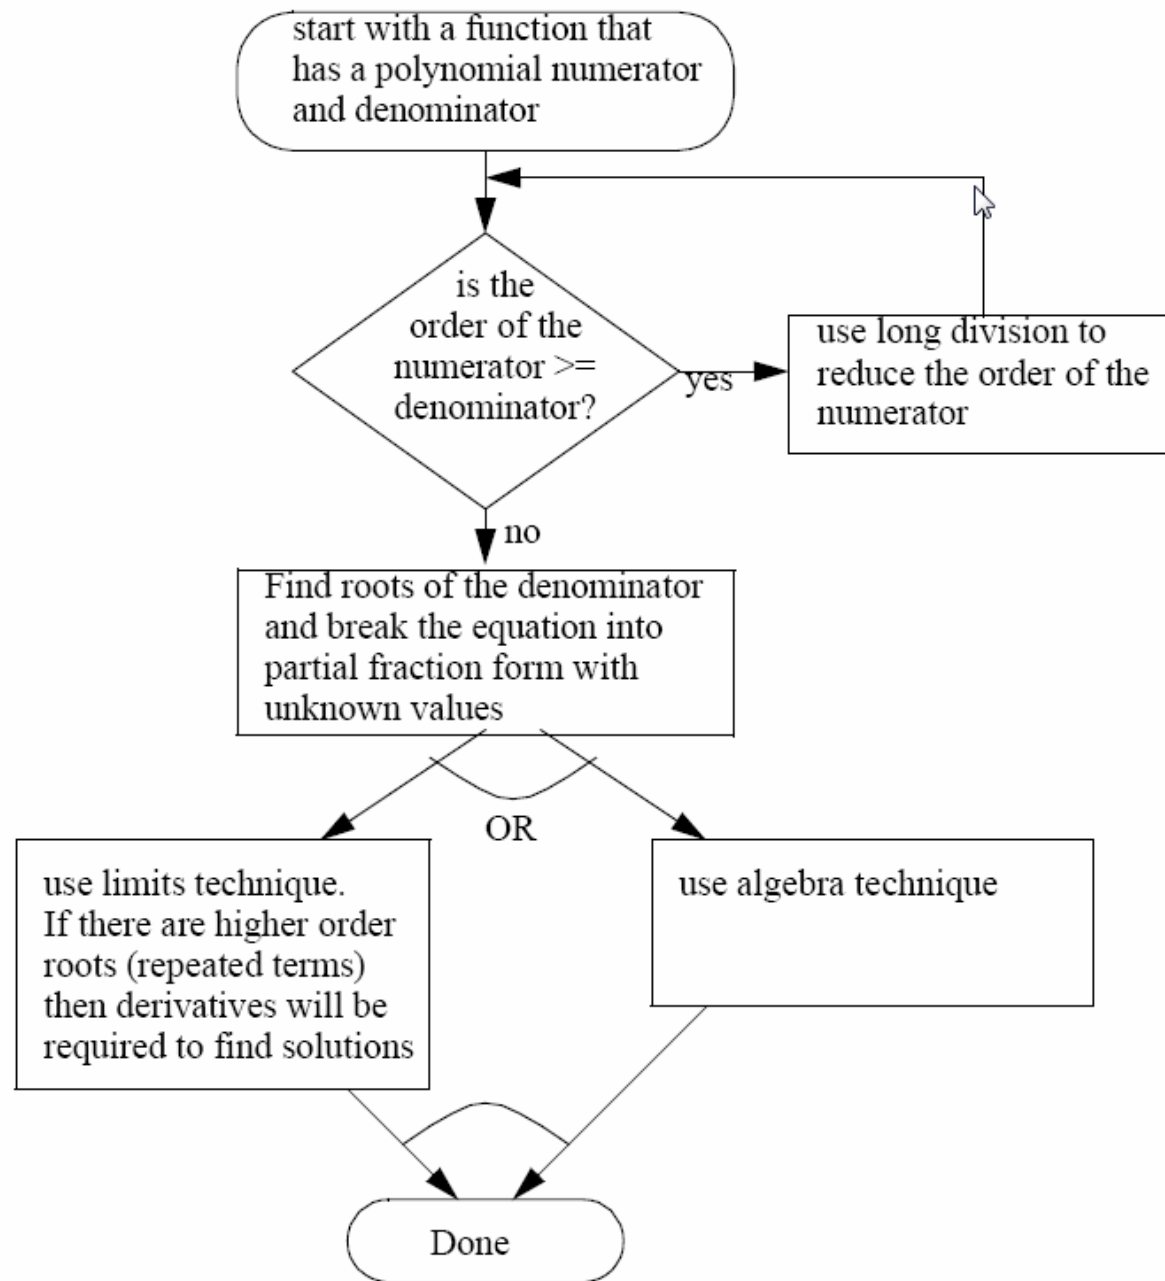 start with a function that
has a polynomial numerator
and denominator
is the
order of the
numerator >=
denominator?
yes
use long division to
reduce the order of the
numerator
no
Find roots of the denominator
and break the equation into
partial fraction form with
unknown values
OR
use limits technique.
If there are higher order
roots (repeated terms)
then derivatives will be
required to find solutions
use algebra technique
Done